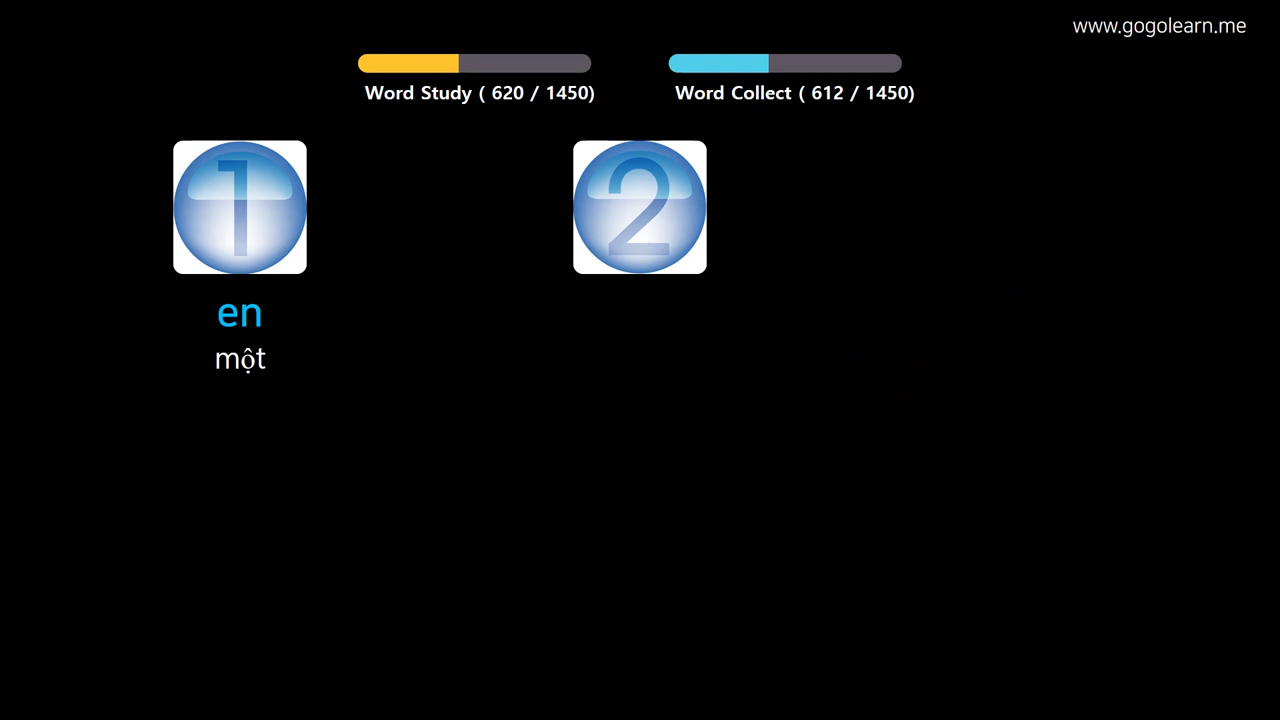 www.gogolearn.me
Word Study ( 620 / 1450)
Word Collect ( 612 / 1450)
1
2
en
một